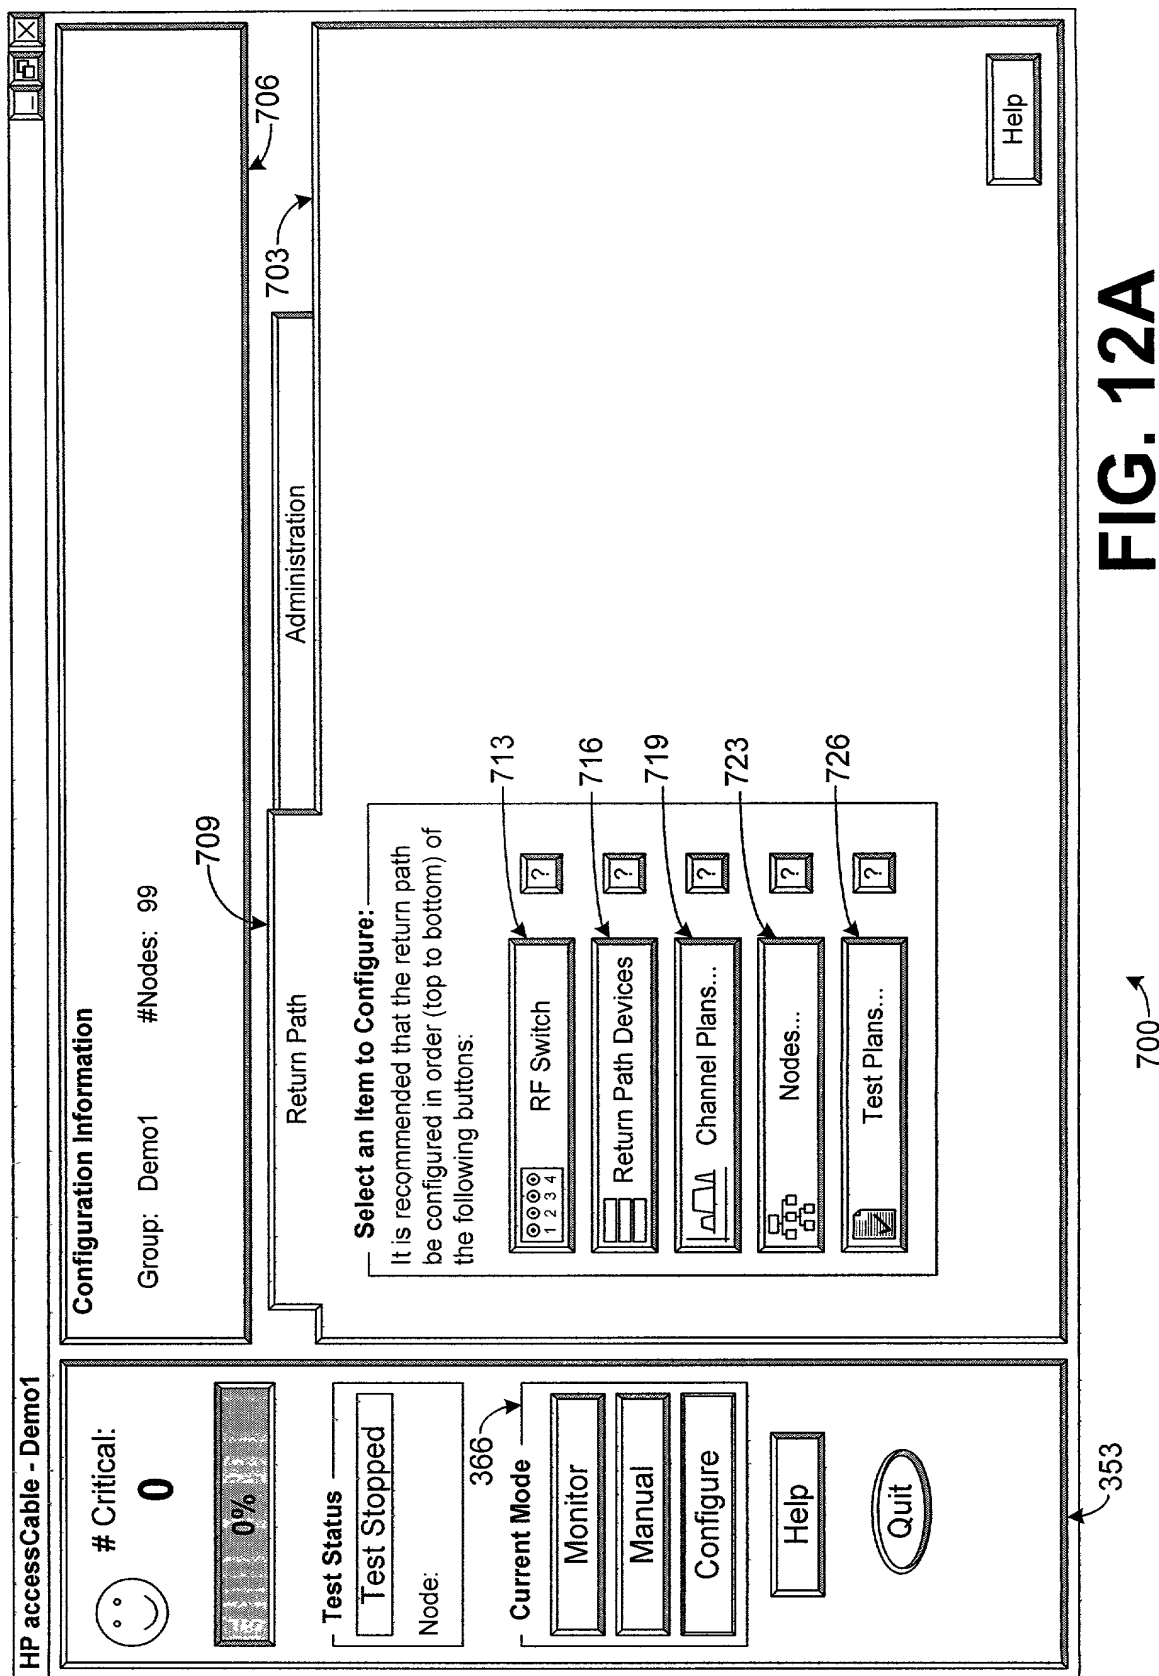 HP accessCable - Demo1
# Critical:
0
0%
Test Status
Test Stopped
Node:
366
Current Mode
Monitor
Manual
Configure
Help
Quit
353
Configuration Information
Group: Demo1 #Nodes: 99
706
709
703
Return Path
Administration
Select an Item to Configure:
It is recommended that the return path
be configured in order (top to bottom) of
the following buttons:
1 2 3 4 RF Switch ? 713
Return Path Devices ? 716
Channel Plans... ? 719
Nodes... ? 723
Test Plans... ? 726
Help
700
FIG. 12A